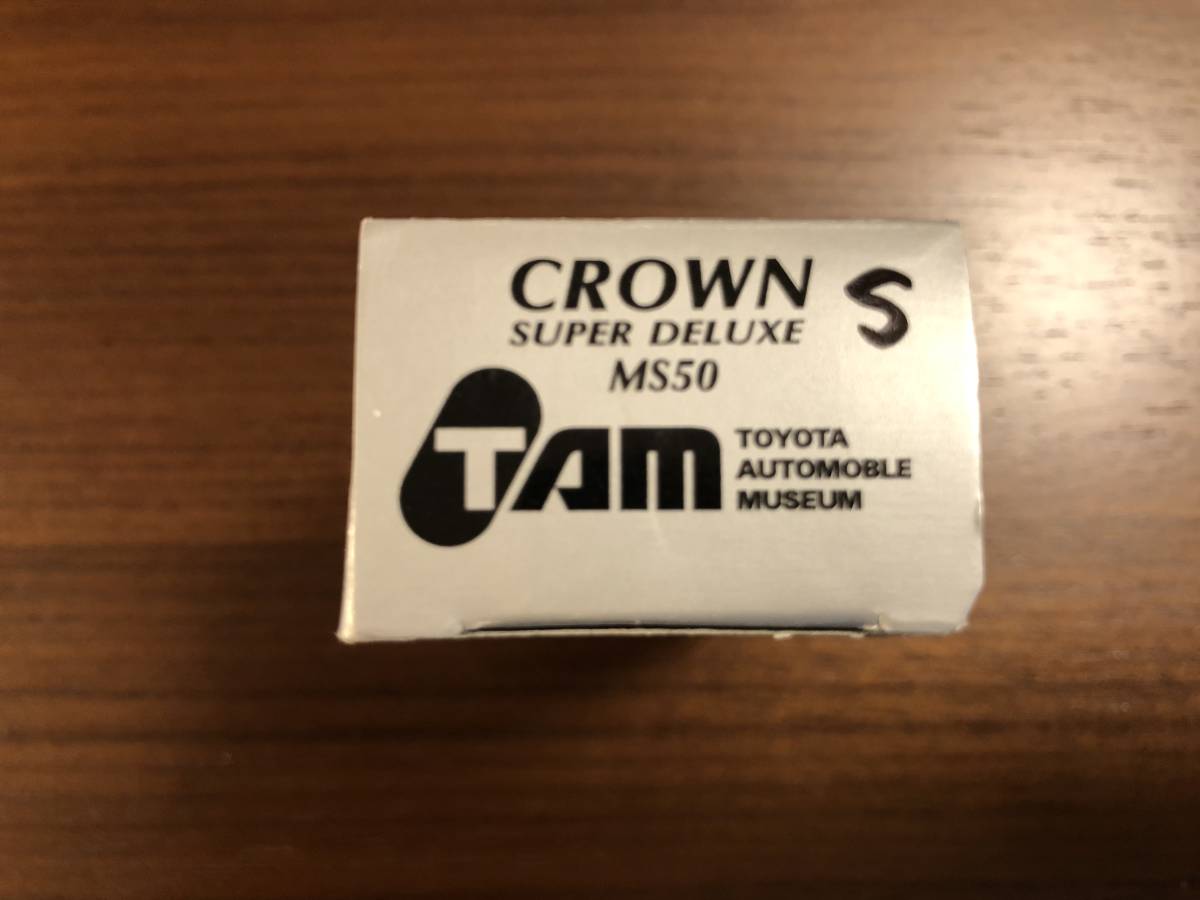 CROWN S
SUPER DELUXE
MS50
TAM
TOYOTA
AUTOMOBLE
MUSEUM